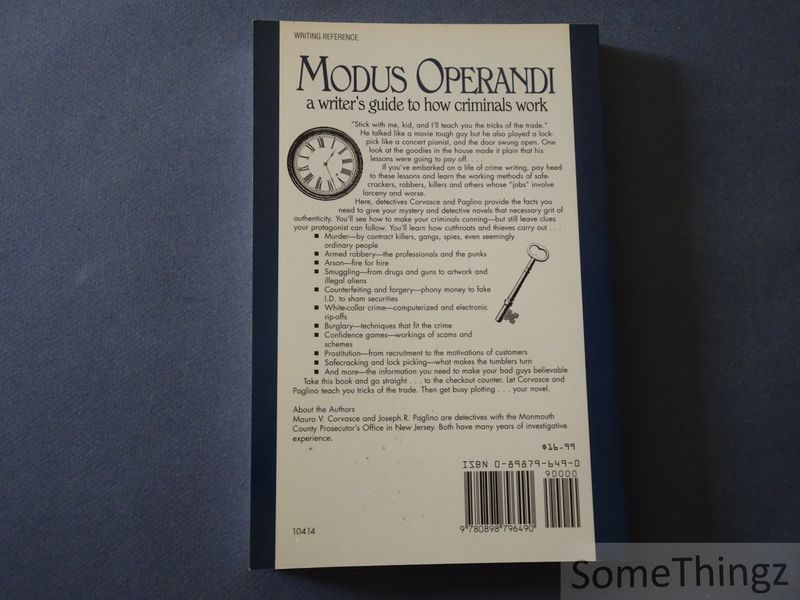 WRITING REFERENCE
MODUS OPERANDI
a writer's guide to how criminals work
"Stick with me, kid, and I'll teach you the tricks of the trade."
He talked like a movie tough guy but he also played a lock-
pick like a concert pianist, and the door swung open. One
look at the goodies in the house made it plain that his
lessons were going to pay off. . . .
If you've embarked on a life of crime writing, pay heed
to these lessons and learn the working methods of safe-
crackers, robbers, killers and others whose "jobs" involve
larceny and worse.
Here, detectives Corvasce and Paglino provide the facts you
need to give your mystery and detective novels that necessary grit of
authenticity. You'll see how to make your criminals cunning—but still leave clues
your protagonist can follow. You'll learn how cutthroats and thieves carry out . . .
■ Murder—by contract killers, gangs, spies, even seemingly
ordinary people
■ Armed robbery—the professionals and the punks
■ Arson—fire for hire
■ Smuggling—from drugs and guns to artwork and
illegal aliens
■ Counterfeiting and forgery—phony money to fake
I.D. to sham securities
■ White-collar crime—computerized and electronic
rip-offs
■ Burglary—techniques that fit the crime
■ Confidence games—workings of scams and
schemes
■ Prostitution—from recruitment to the motivations of customers
■ Safecracking and lock picking—what makes the tumblers turn
■ And more—the information you need to make your bad guys believable
Take this book and go straight . . . to the checkout counter. Let Corvasce and
Paglino teach you tricks of the trade. Then get busy plotting . . . your novel.
About the Authors
Mauro V. Corvasce and Joseph R. Paglino are detectives with the Monmouth
County Prosecutor's Office in New Jersey. Both have many years of investigative
experience.
$16.99
ISBN 0-89879-649-0
90000
9 780898 796490
10414
SomeThingz